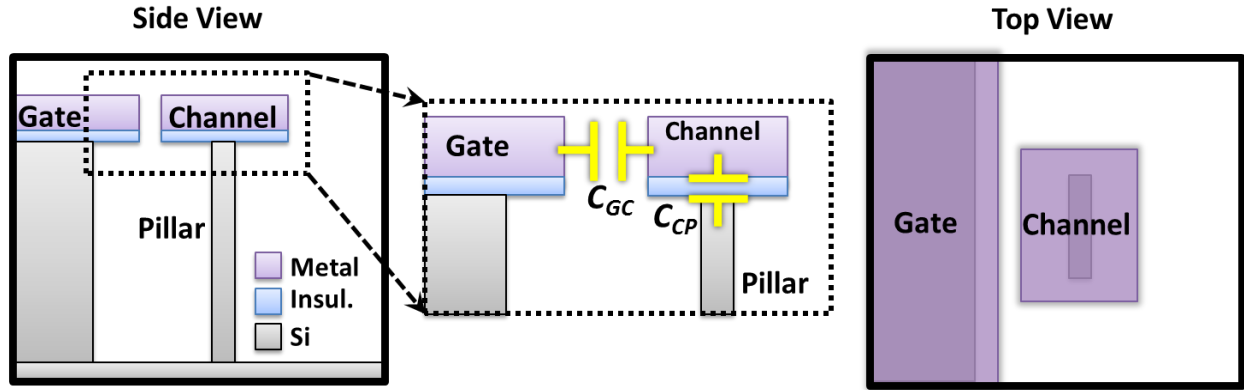 Side View
Top View
Gate
Channel
Pillar
Metal
Insul.
Si
Gate
Channel
C_GC
C_CP
Pillar
Gate
Channel